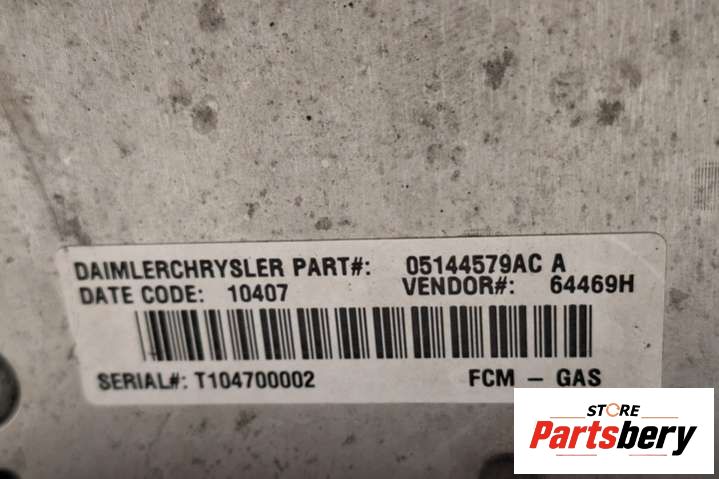 DAIMLERCHRYSLER PART#: 05144579AC A
DATE CODE: 10407 VENDOR#: 64469H
SERIAL#: T104700002 FCM - GAS
STORE
Partsbery